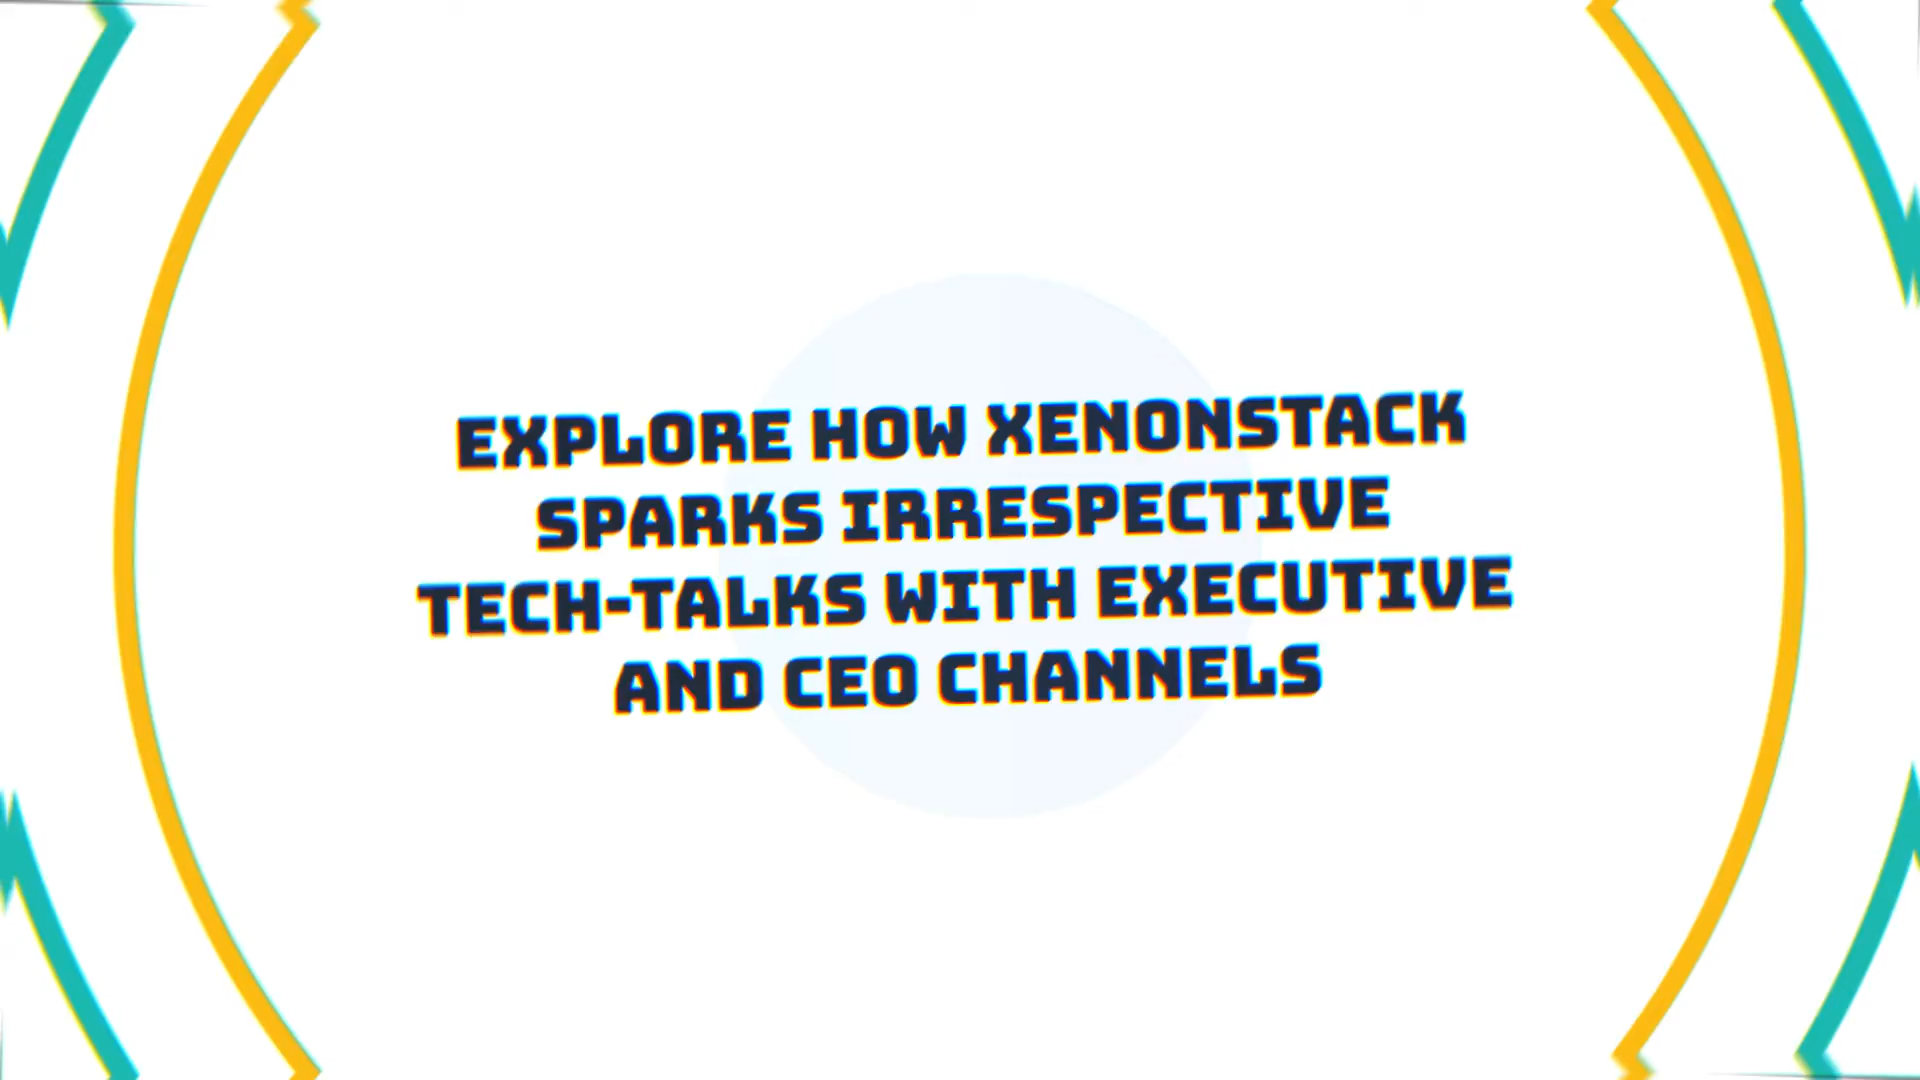 EXPLORE HOW XENONSTACK
SPARKS IRRESPECTIVE
TECH-TALKS WITH EXECUTIVE
AND CEO CHANNELS